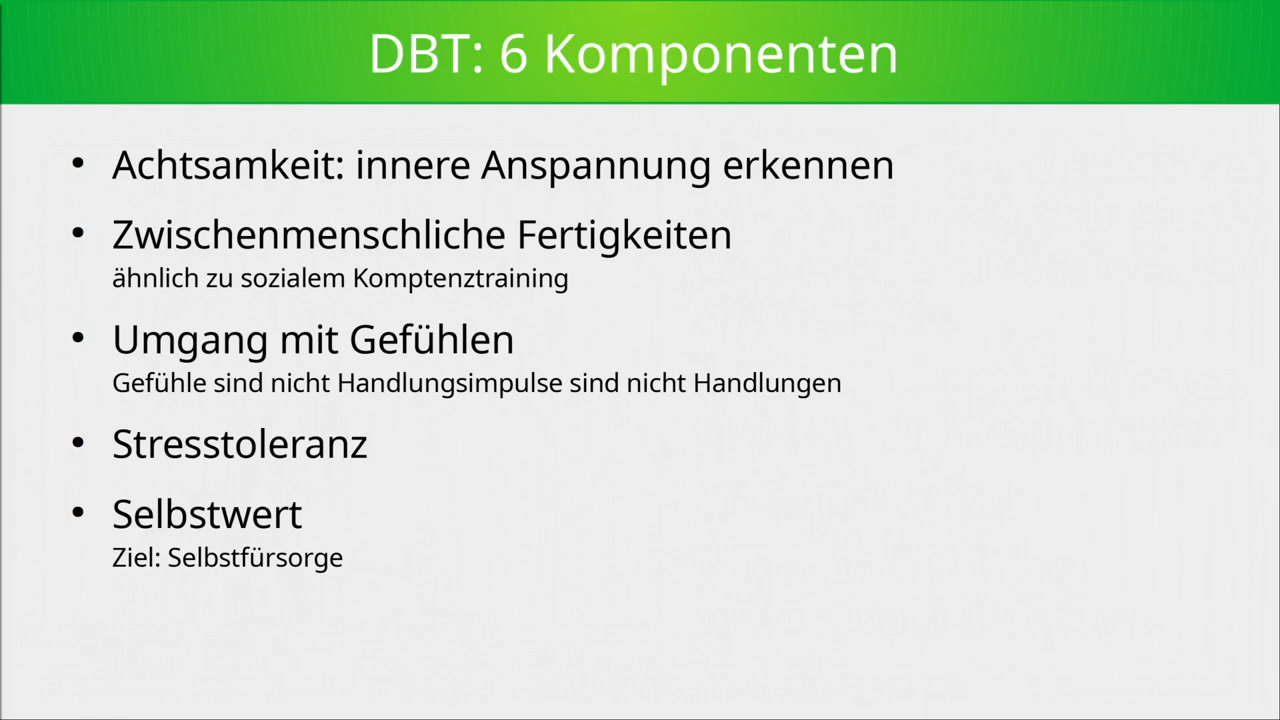 DBT: 6 Komponenten
• Achtsamkeit: innere Anspannung erkennen
• Zwischenmenschliche Fertigkeiten
ähnlich zu sozialem Komptenztraining
• Umgang mit Gefühlen
Gefühle sind nicht Handlungsimpulse sind nicht Handlungen
• Stresstoleranz
• Selbstwert
Ziel: Selbstfürsorge